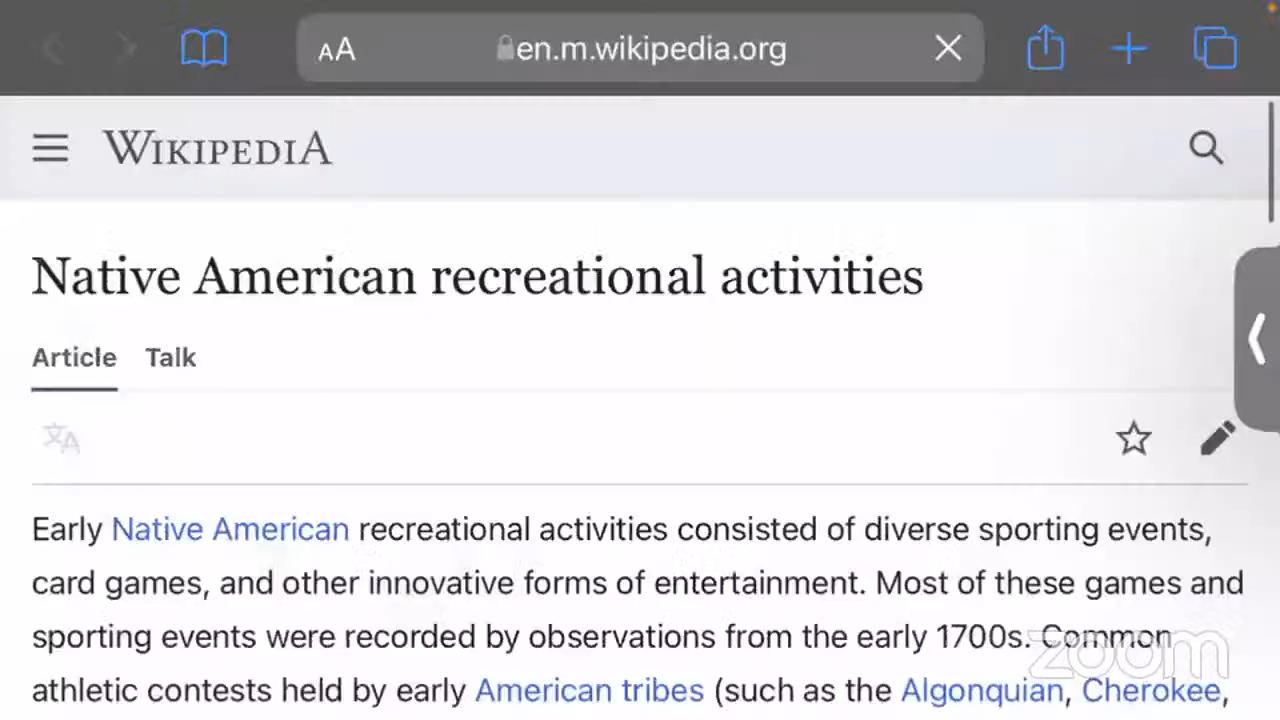 AA en.m.wikipedia.org
WIKIPEDIA
Native American recreational activities
Article Talk
Early Native American recreational activities consisted of diverse sporting events,
card games, and other innovative forms of entertainment. Most of these games and
sporting events were recorded by observations from the early 1700s. Common
athletic contests held by early American tribes (such as the Algonquian, Cherokee,
zoom